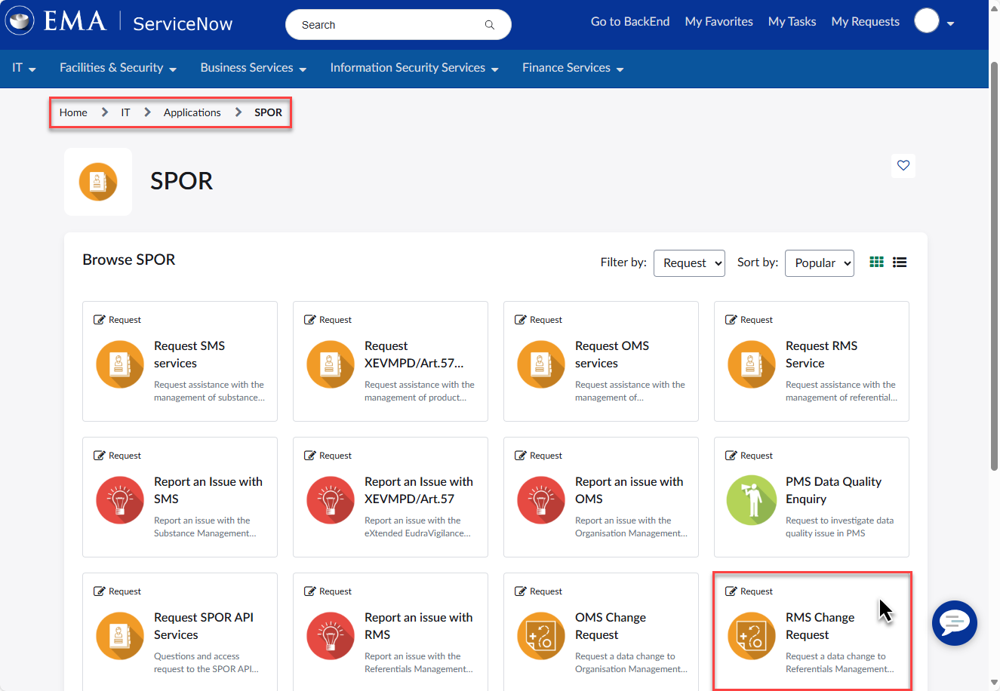 EMA ServiceNow
Search
Go to BackEnd My Favorites My Tasks My Requests
IT Facilities & Security Business Services Information Security Services Finance Services
Home IT Applications SPOR
SPOR
Browse SPOR
Filter by: Request Sort by: Popular
Request
Request SMS
services
Request assistance with the
management of substance...
Request
Request
XEVMPD/Art.57...
Request assistance with the
management of product...
Request
Request OMS
services
Request assistance with the
management of...
Request
Request RMS
Service
Request assistance with the
management of referential...
Request
Report an Issue with
SMS
Report an issue with the
Substance Management...
Request
Report an Issue with
XEVMPD/Art.57
Report an issue with the
eXtended EudraVigilance...
Request
Report an issue with
OMS
Report an issue with the
Organisation Management...
Request
PMS Data Quality
Enquiry
Request to investigate data
quality issue in PMS
Request
Request SPOR API
Services
Questions and access
request to the SPOR API...
Request
Report an issue with
RMS
Report an issue with the
Referentials Management...
Request
OMS Change
Request
Request a data change to
Organisation Management...
Request
RMS Change
Request
Request a data change to
Referentials Management...